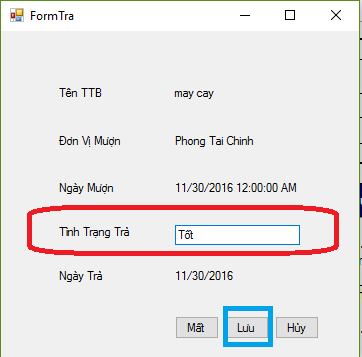 FormTra
Tên TTB may cay
Đơn Vị Mượn Phong Tai Chinh
Ngày Mượn 11/30/2016 12:00:00 AM
Tình Trạng Trả Tốt
Ngày Trả 11/30/2016
Mất Lưu Hủy